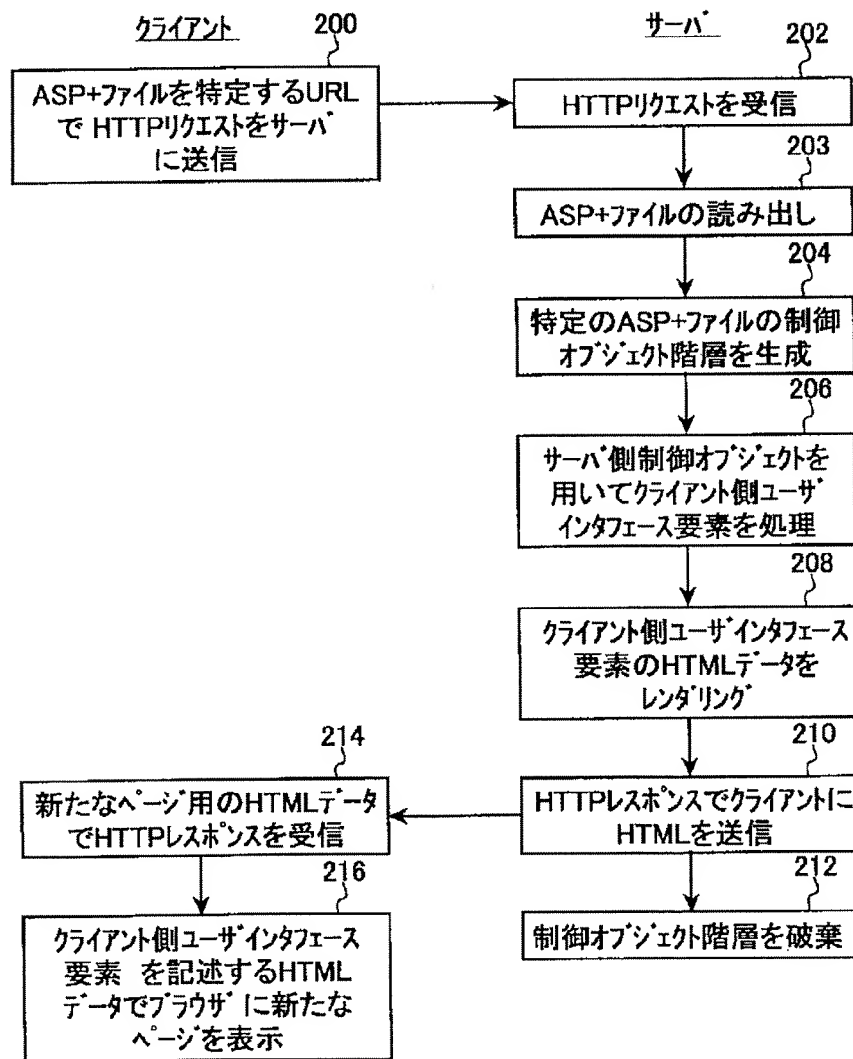 クライアント
サーバ
200
ASP+ファイルを特定するURL
で HTTPリクエストをサーバ
に送信
202
HTTPリクエストを受信
203
ASP+ファイルの読み出し
204
特定のASP+ファイルの制御
オブジェクト階層を生成
206
サーバ側制御オブジェクトを
用いてクライアント側ユーザ
インタフェース要素を処理
208
クライアント側ユーザインタフェース
要素のHTMLデータを
レンダリング
210
HTTPレスポンスでクライアントに
HTMLを送信
212
制御オブジェクト階層を破棄
214
新たなページ用のHTMLデータ
でHTTPレスポンスを受信
216
クライアント側ユーザインタフェース
要素 を記述するHTML
データでブラウザに新たな
ページを表示